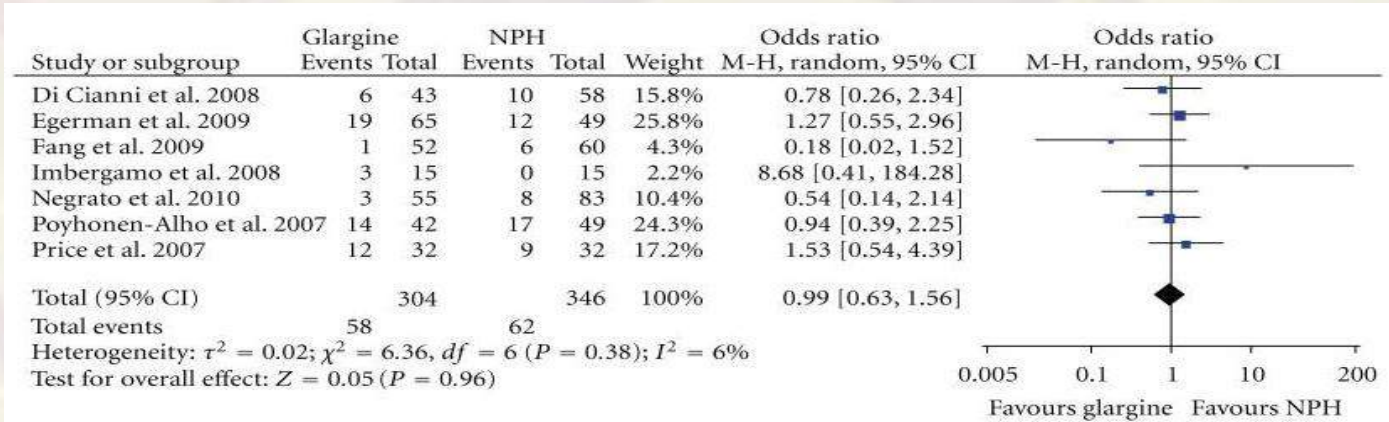 Glargine NPH Odds ratio Odds ratio
Study or subgroup Events Total Events Total Weight M-H, random, 95% CI M-H, random, 95% CI
Di Cianni et al. 2008 6 43 10 58 15.8% 0.78 [0.26, 2.34]
Egerman et al. 2009 19 65 12 49 25.8% 1.27 [0.55, 2.96]
Fang et al. 2009 1 52 6 60 4.3% 0.18 [0.02, 1.52]
Imbergamo et al. 2008 3 15 0 15 2.2% 8.68 [0.41, 184.28]
Negrato et al. 2010 3 55 8 83 10.4% 0.54 [0.14, 2.14]
Poyhonen-Alho et al. 2007 14 42 17 49 24.3% 0.94 [0.39, 2.25]
Price et al. 2007 12 32 9 32 17.2% 1.53 [0.54, 4.39]
Total (95% CI) 304 346 100% 0.99 [0.63, 1.56]
Total events 58 62
Heterogeneity: τ² = 0.02; χ² = 6.36, df = 6 (P = 0.38); I² = 6%
Test for overall effect: Z = 0.05 (P = 0.96)
0.005 0.1 1 10 200
Favours glargine Favours NPH